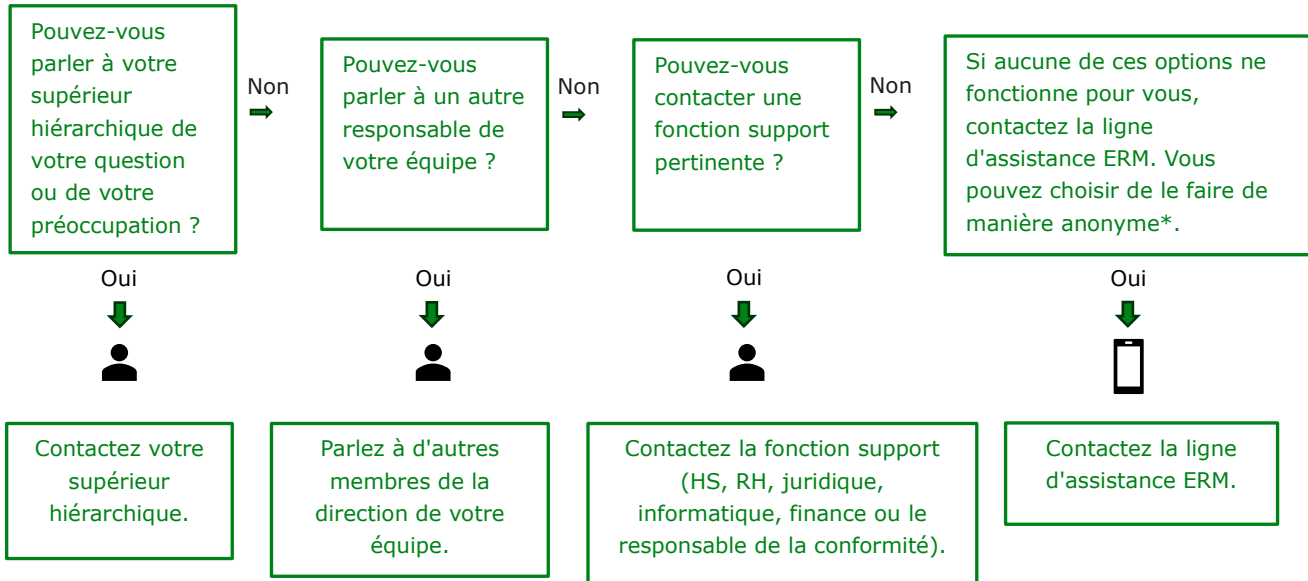 Pouvez-vous
parler à votre
supérieur
hiérarchique de
votre question
ou de votre
préoccupation ?
Non
Pouvez-vous
parler à un autre
responsable de
votre équipe ?
Non
Pouvez-vous
contacter une
fonction support
pertinente ?
Non
Si aucune de ces options ne
fonctionne pour vous,
contactez la ligne
d'assistance ERM. Vous
pouvez choisir de le faire de
manière anonyme*.
Oui
Oui
Oui
Oui
Contactez votre
supérieur
hiérarchique.
Parlez à d'autres
membres de la
direction de votre
équipe.
Contactez la fonction support
(HS, RH, juridique,
informatique, finance ou le
responsable de la conformité).
Contactez la ligne
d'assistance ERM.